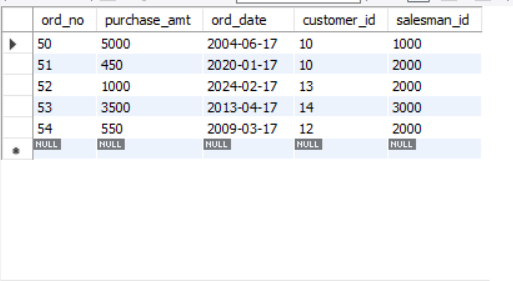 ord_no purchase_amt ord_date customer_id salesman_id
50 5000 2004-06-17 10 1000
51 450 2020-01-17 10 2000
52 1000 2024-02-17 13 2000
53 3500 2013-04-17 14 3000
54 550 2009-03-17 12 2000
NULL NULL NULL NULL NULL